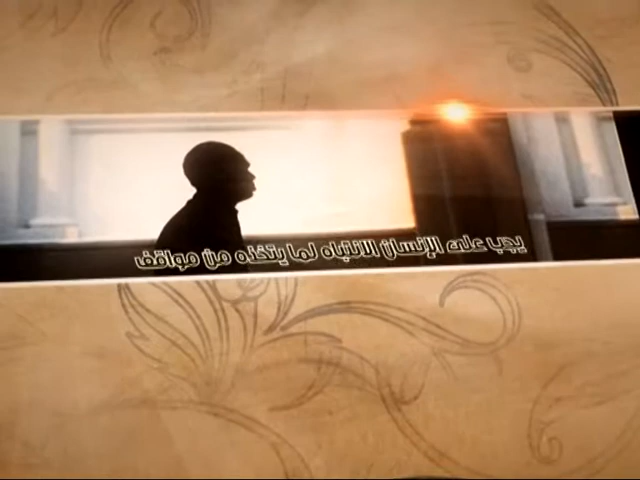 يجب على الإنسان الانتباه لما يتخذه من مواقف